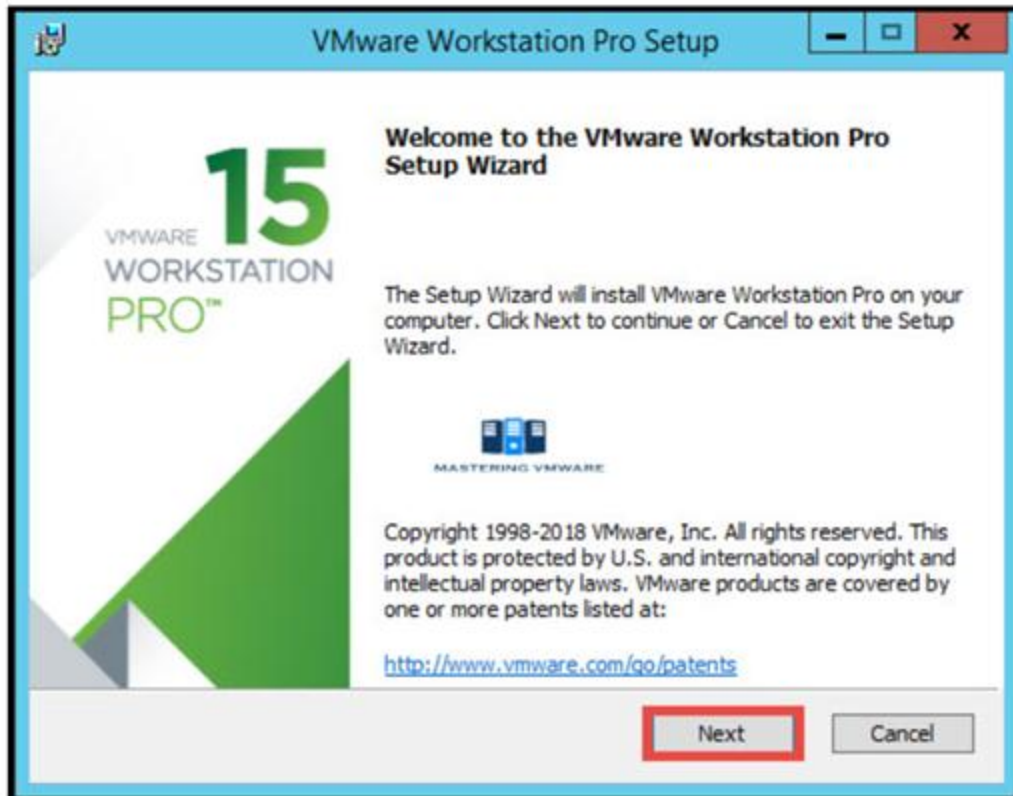 VMware Workstation Pro Setup
Welcome to the VMware Workstation Pro
Setup Wizard
15
VMWARE
WORKSTATION
PRO™
The Setup Wizard will install VMware Workstation Pro on your
computer. Click Next to continue or Cancel to exit the Setup
Wizard.
MASTERING VMWARE
Copyright 1998-2018 VMware, Inc. All rights reserved. This
product is protected by U.S. and international copyright and
intellectual property laws. VMware products are covered by
one or more patents listed at:
http://www.vmware.com/go/patents
Next
Cancel